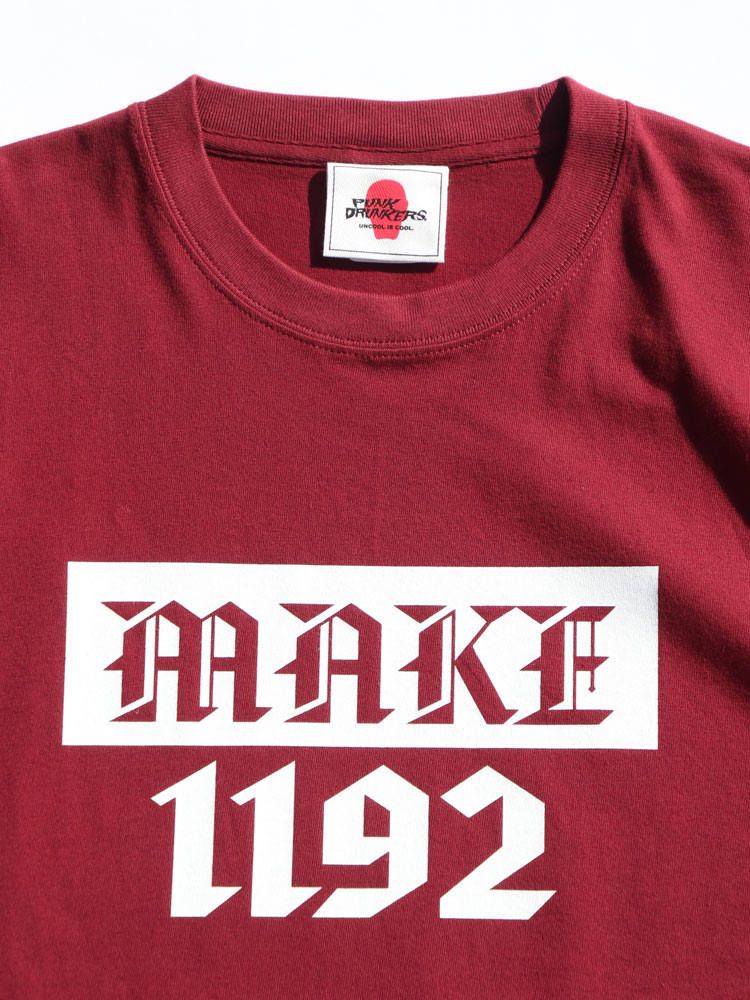 PUNK
DRUNKERS
UNCOOL IS COOL.
MAKE
1192